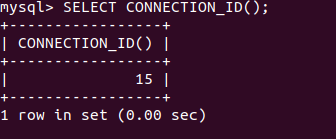 mysql> SELECT CONNECTION_ID();
+-----------------+
| CONNECTION_ID() |
+-----------------+
|              15 |
+-----------------+
1 row in set (0.00 sec)